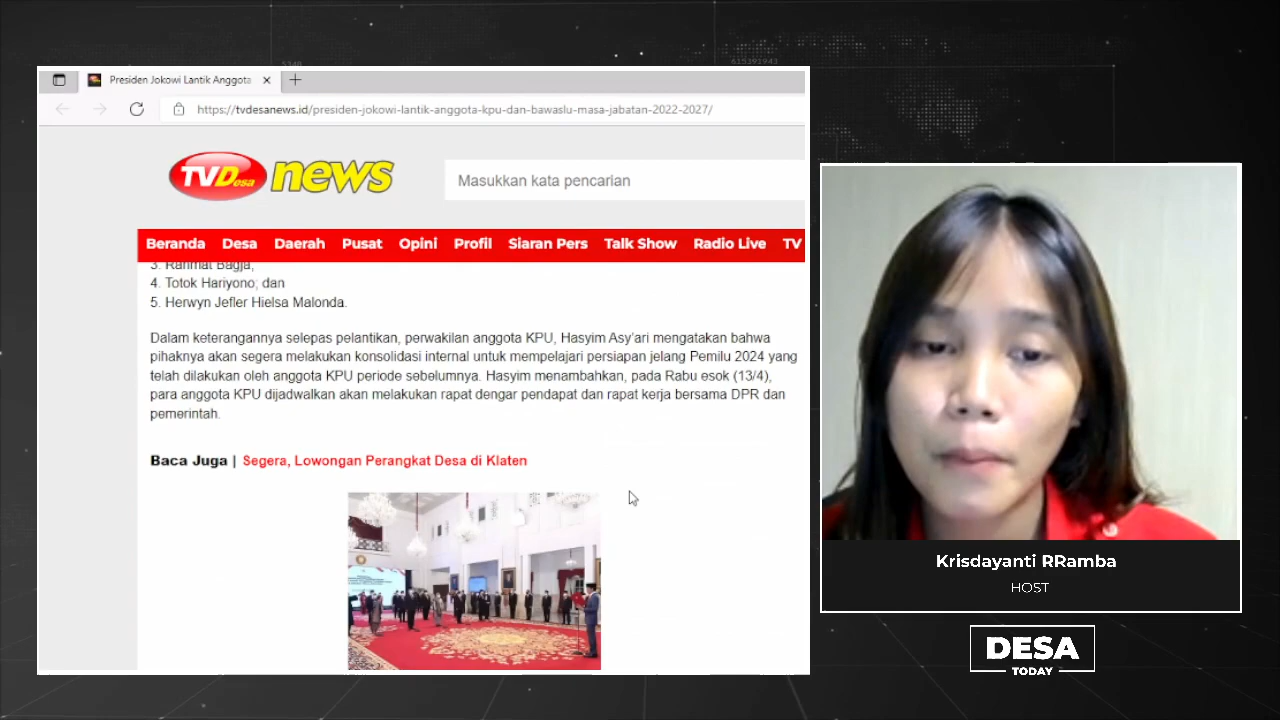 5348
615391943
Presiden Jokowi Lantik Anggota
https://tvdesanews.id/presiden-jokowi-lantik-anggota-kpu-dan-bawaslu-masa-jabatan-2022-2027/
TVDesa news
Masukkan kata pencarian
Beranda Desa Daerah Pusat Opini Profil Siaran Pers Talk Show Radio Live TV
3. Rahmat Bagja;
4. Totok Hariyono; dan
5. Herwyn Jefler Hielsa Malonda.
Dalam keterangannya selepas pelantikan, perwakilan anggota KPU, Hasyim Asy'ari mengatakan bahwa
pihaknya akan segera melakukan konsolidasi internal untuk mempelajari persiapan jelang Pemilu 2024 yang
telah dilakukan oleh anggota KPU periode sebelumnya. Hasyim menambahkan, pada Rabu esok (13/4),
para anggota KPU dijadwalkan akan melakukan rapat dengar pendapat dan rapat kerja bersama DPR dan
pemerintah.
Baca Juga | Segera, Lowongan Perangkat Desa di Klaten
Krisdayanti RRamba
HOST
DESA
TODAY